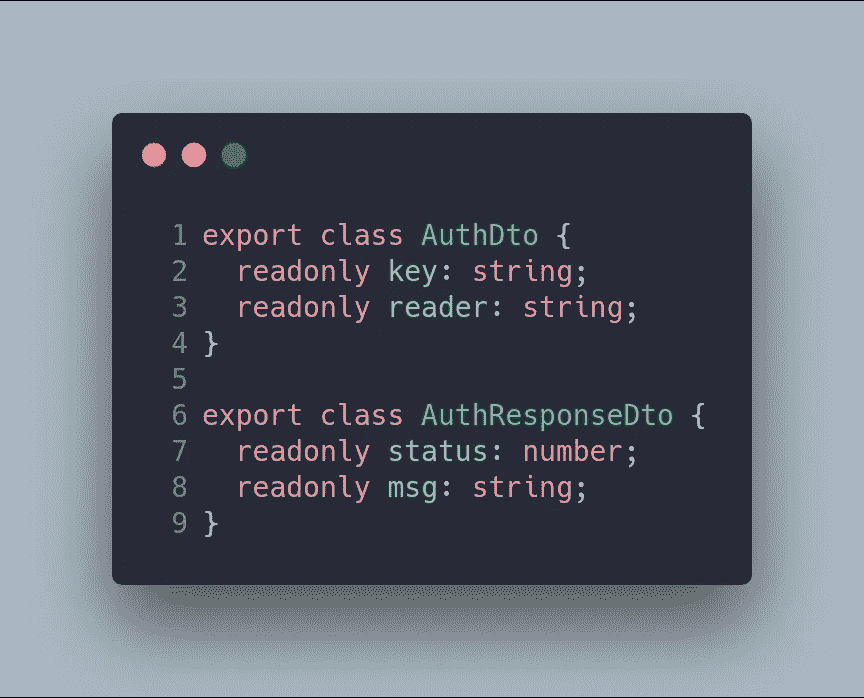 1 export class AuthDto {
2   readonly key: string;
3   readonly reader: string;
4 }
5
6 export class AuthResponseDto {
7   readonly status: number;
8   readonly msg: string;
9 }